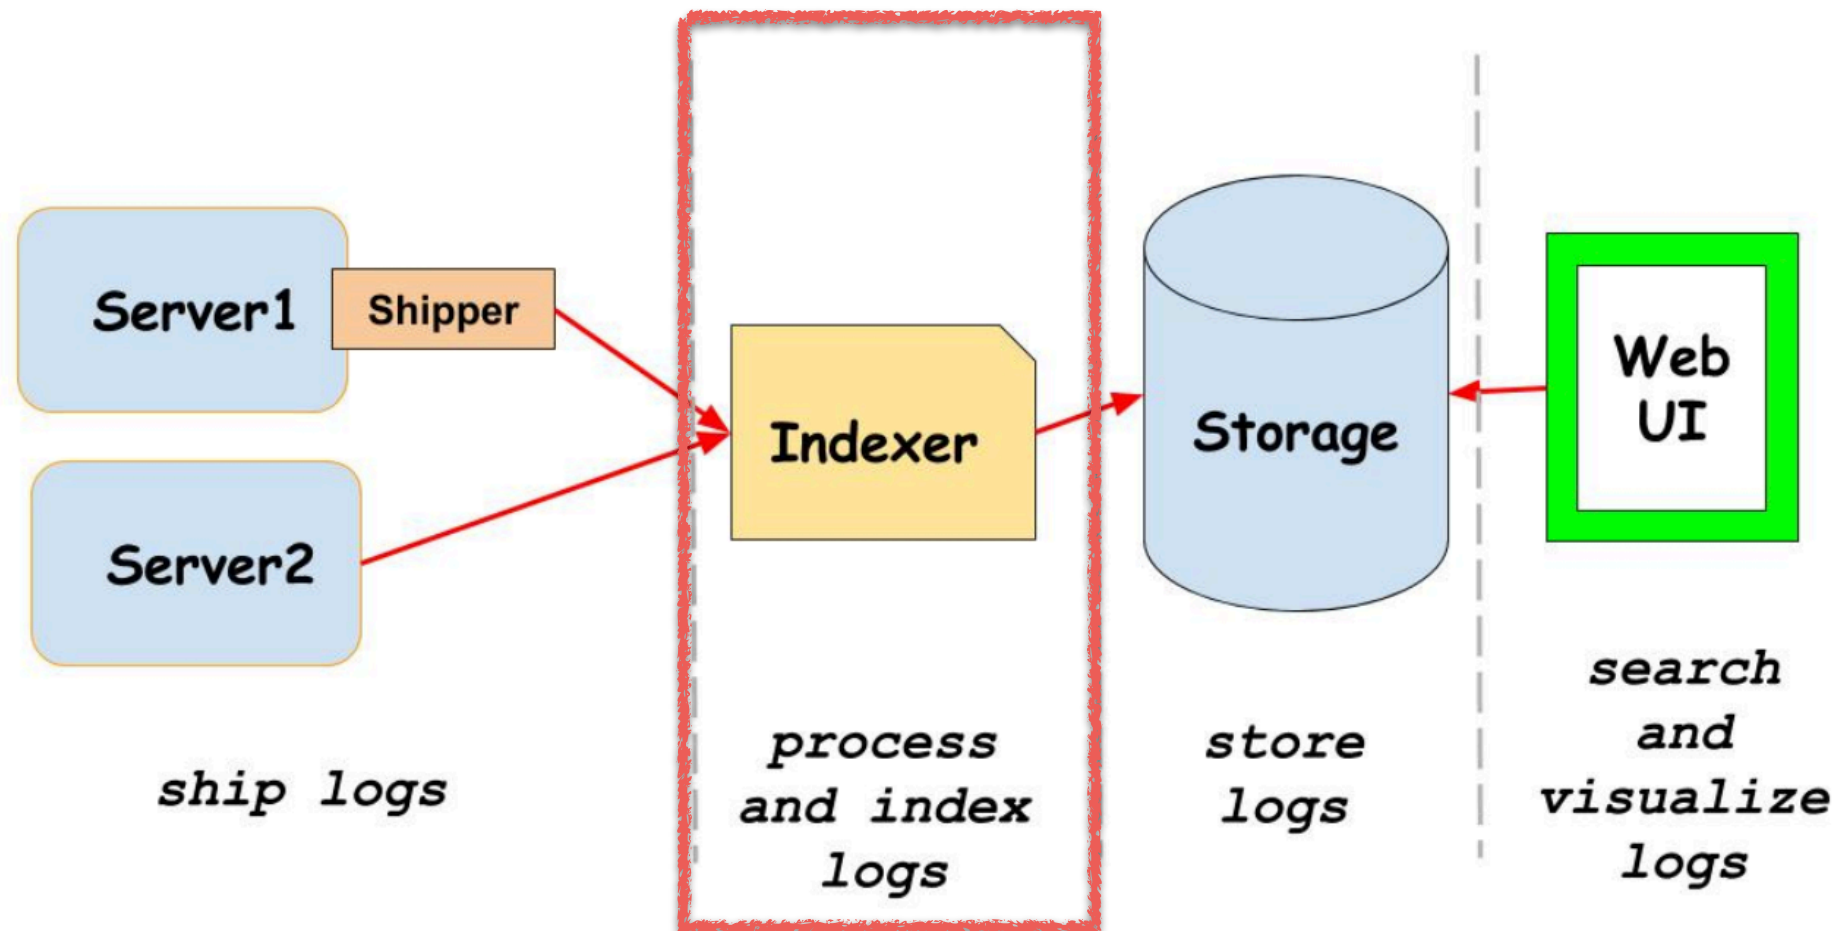 Server1
Shipper
Server2
ship logs
Indexer
process
and index
logs
Storage
store
logs
Web
UI
search
and
visualize
logs